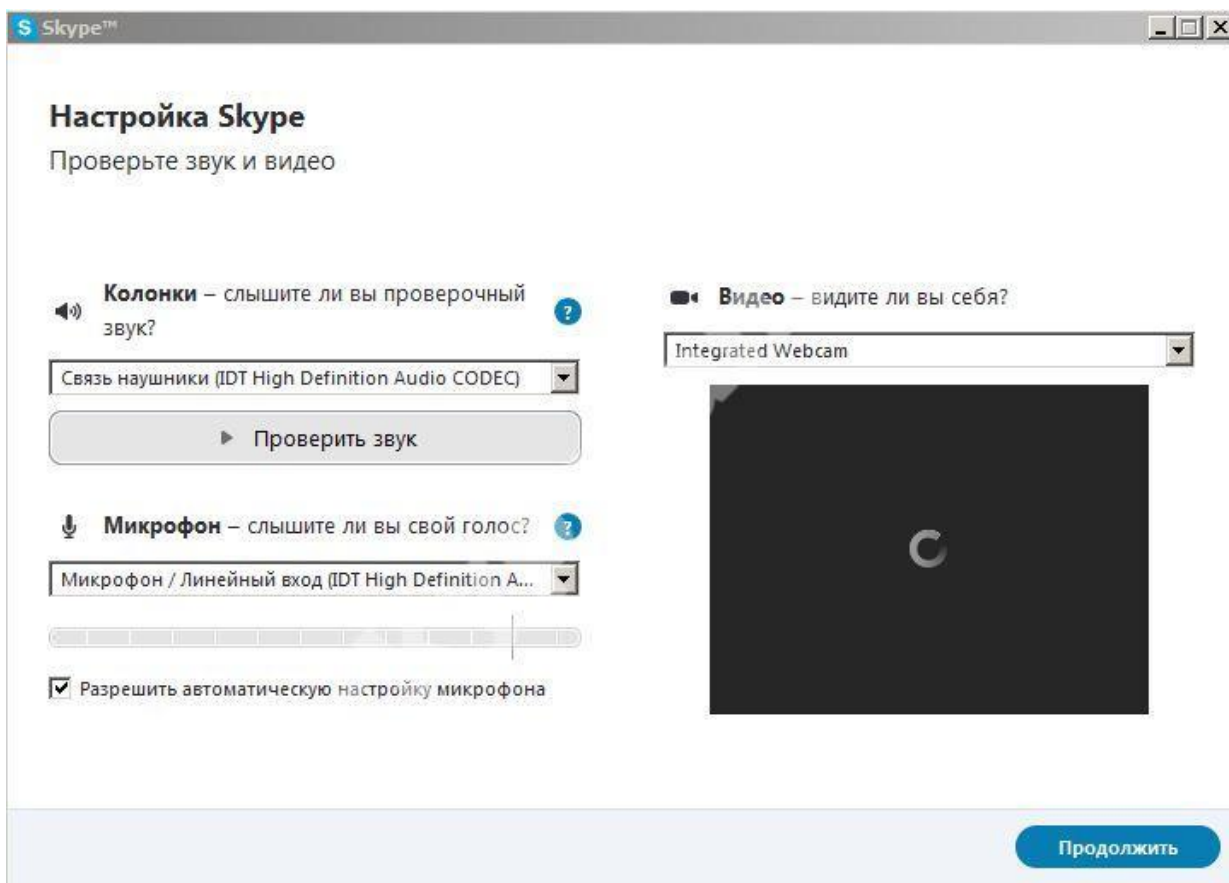 Skype™
Настройка Skype
Проверьте звук и видео
Колонки – слышите ли вы проверочный
звук?
?
Связь наушники (IDT High Definition Audio CODEC)
Проверить звук
Микрофон – слышите ли вы свой голос?
?
Микрофон / Линейный вход (IDT High Definition A...
Разрешить автоматическую настройку микрофона
Видео – видите ли вы себя?
Integrated Webcam
Продолжить